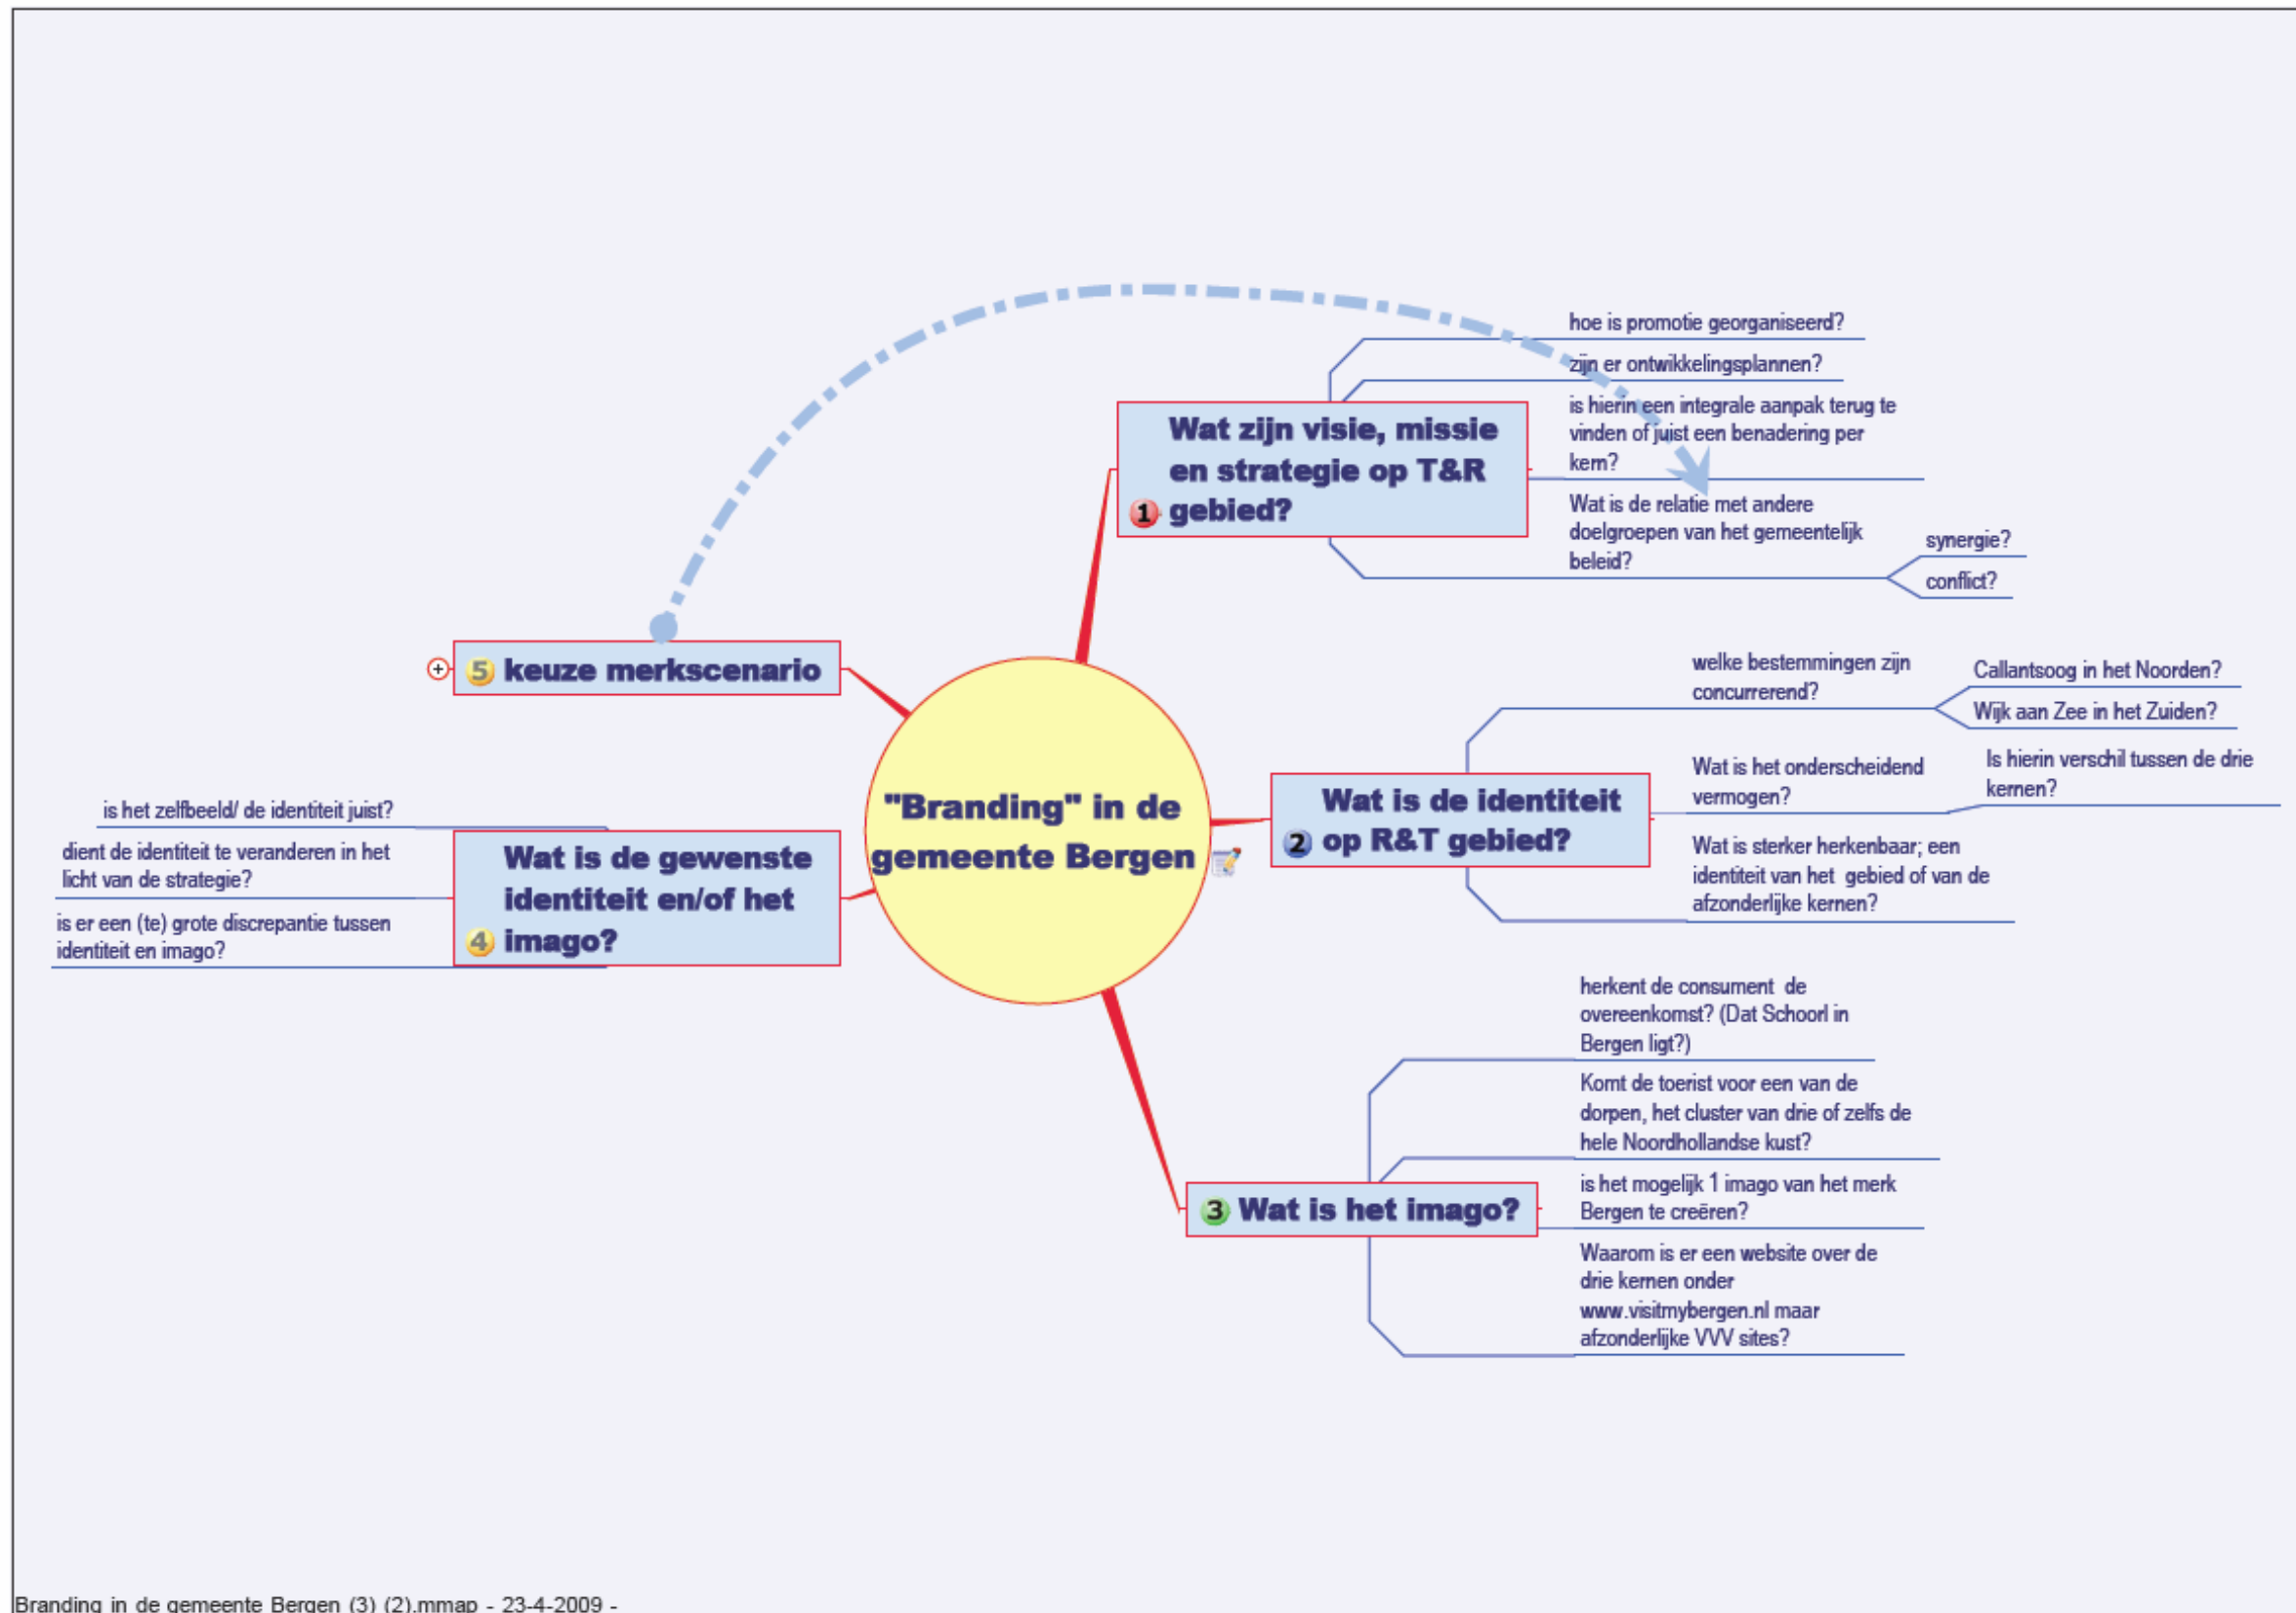 "Branding" in de
gemeente Bergen
1
Wat zijn visie, missie
en strategie op T&R
gebied?
hoe is promotie georganiseerd?
zijn er ontwikkelingsplannen?
is hierin een integrale aanpak terug te
vinden of juist een benadering per
kern?
Wat is de relatie met andere
doelgroepen van het gemeentelijk
beleid?
synergie?
conflict?
2
Wat is de identiteit
op R&T gebied?
welke bestemmingen zijn
concurrerend?
Callantsoog in het Noorden?
Wijk aan Zee in het Zuiden?
Wat is het onderscheidend
vermogen?
Is hierin verschil tussen de drie
kernen?
Wat is sterker herkenbaar; een
identiteit van het gebied of van de
afzonderlijke kernen?
3 Wat is het imago?
herkent de consument de
overeenkomst? (Dat Schoorl in
Bergen ligt?)
Komt de toerist voor een van de
dorpen, het cluster van drie of zelfs de
hele Noordhollandse kust?
is het mogelijk 1 imago van het merk
Bergen te creëren?
Waarom is er een website over de
drie kernen onder
www.visitmybergen.nl maar
afzonderlijke VVV sites?
4
Wat is de gewenste
identiteit en/of het
imago?
is het zelfbeeld/ de identiteit juist?
dient de identiteit te veranderen in het
licht van de strategie?
is er een (te) grote discrepantie tussen
identiteit en imago?
5 keuze merkscenario
Branding in de gemeente Bergen (3) (2).mmap - 23-4-2009 -